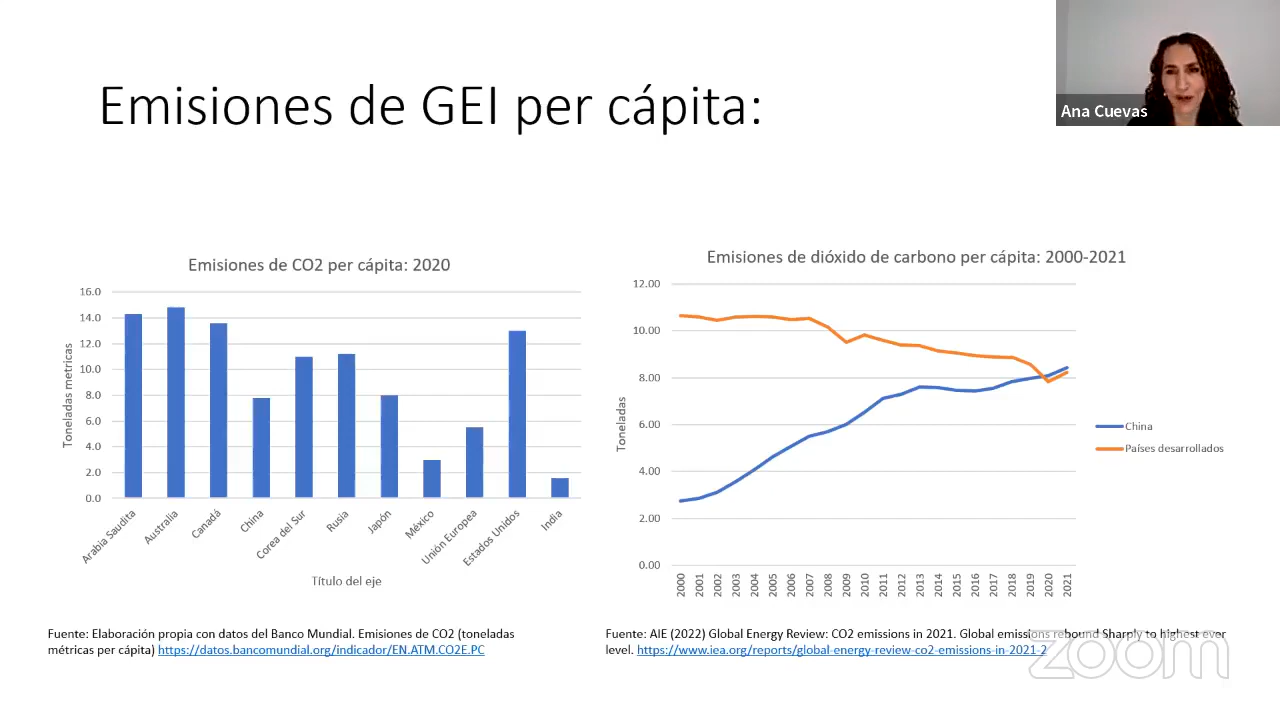 Emisiones de GEI per cápita:
Ana Cuevas
Emisiones de CO2 per cápita: 2020
16.0
14.0
12.0
10.0
8.0
6.0
4.0
2.0
0.0
Toneladas metricas
Arabia Saudita
Australia
Canadá
China
Corea del Sur
Rusia
Japón
México
Unión Europea
Estados Unidos
India
Título del eje
Fuente: Elaboración propia con datos del Banco Mundial. Emisiones de CO2 (toneladas
métricas per cápita) https://datos.bancomundial.org/indicador/EN.ATM.CO2E.PC
Emisiones de dióxido de carbono per cápita: 2000-2021
12.00
10.00
8.00
6.00
4.00
2.00
0.00
Toneladas
2000
2001
2002
2003
2004
2005
2006
2007
2008
2009
2010
2011
2012
2013
2014
2015
2016
2017
2018
2019
2020
2021
China
Países desarrollados
Fuente: AIE (2022) Global Energy Review: CO2 emissions in 2021. Global emissions rebound Sharply to highest ever
level. https://www.iea.org/reports/global-energy-review-co2-emissions-in-2021-2
zoom